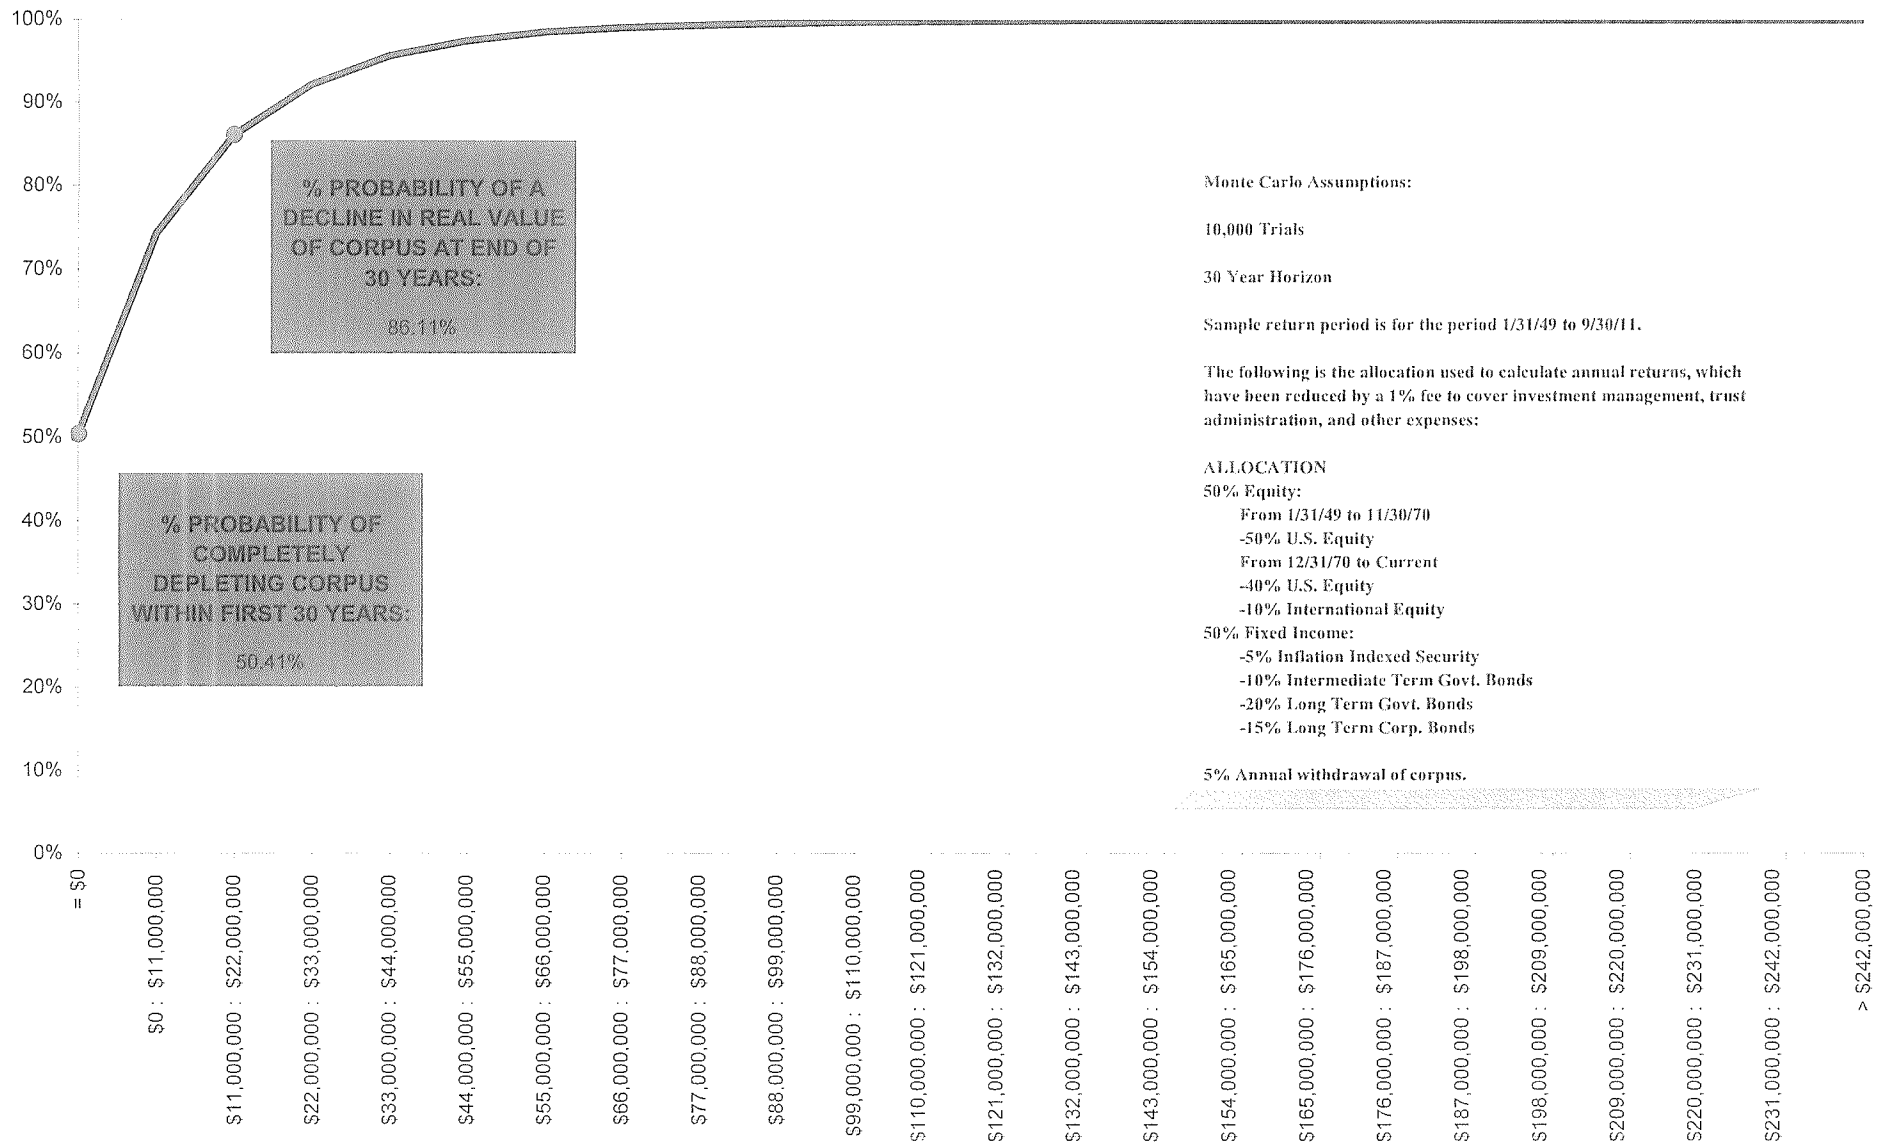 100%
90%
80%
70%
60%
50%
40%
30%
20%
10%
0%
% PROBABILITY OF A
DECLINE IN REAL VALUE
OF CORPUS AT END OF
30 YEARS:
86.11%
% PROBABILITY OF
COMPLETELY
DEPLETING CORPUS
WITHIN FIRST 30 YEARS:
50.41%
Monte Carlo Assumptions:
10,000 Trials
30 Year Horizon
Sample return period is for the period 1/31/49 to 9/30/11.
The following is the allocation used to calculate annual returns, which
have been reduced by a 1% fee to cover investment management, trust
administration, and other expenses:
ALLOCATION
50% Equity:
From 1/31/49 to 11/30/70
-50% U.S. Equity
From 12/31/70 to Current
-40% U.S. Equity
-10% International Equity
50% Fixed Income:
-5% Inflation Indexed Security
-10% Intermediate Term Govt. Bonds
-20% Long Term Govt. Bonds
-15% Long Term Corp. Bonds
5% Annual withdrawal of corpus.
= $0
$0 : $11,000,000
$11,000,000 : $22,000,000
$22,000,000 : $33,000,000
$33,000,000 : $44,000,000
$44,000,000 : $55,000,000
$55,000,000 : $66,000,000
$66,000,000 : $77,000,000
$77,000,000 : $88,000,000
$88,000,000 : $99,000,000
$99,000,000 : $110,000,000
$110,000,000 : $121,000,000
$121,000,000 : $132,000,000
$132,000,000 : $143,000,000
$143,000,000 : $154,000,000
$154,000,000 : $165,000,000
$165,000,000 : $176,000,000
$176,000,000 : $187,000,000
$187,000,000 : $198,000,000
$198,000,000 : $209,000,000
$209,000,000 : $220,000,000
$220,000,000 : $231,000,000
$231,000,000 : $242,000,000
> $242,000,000